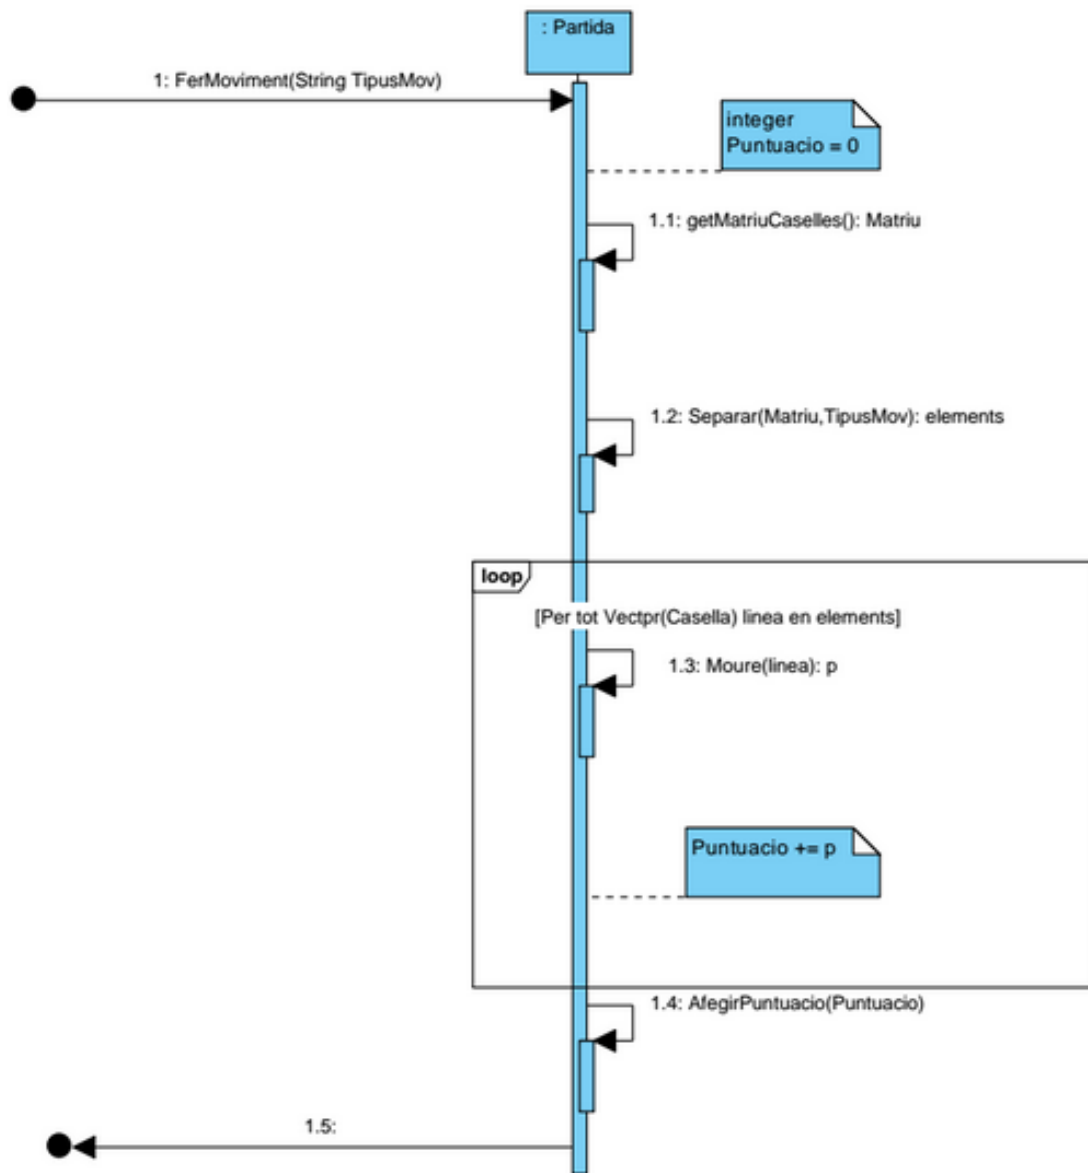 : Partida
1: FerMoviment(String TipusMov)
integer
Puntuacio = 0
1.1: getMatriuCaselles(): Matriu
1.2: Separar(Matriu,TipusMov): elements
loop
[Per tot Vectpr(Casella) linea en elements]
1.3: Moure(linea): p
Puntuacio += p
1.4: AfegirPuntuacio(Puntuacio)
1.5: